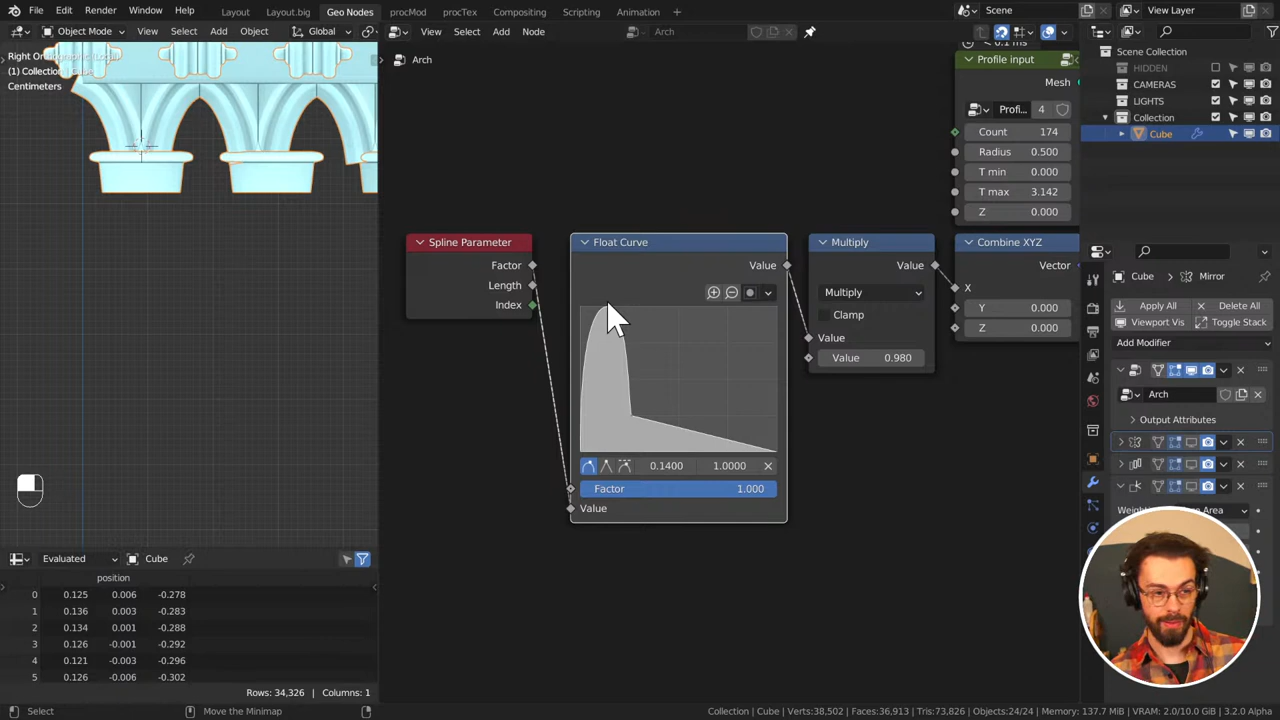 File Edit Render Window Help
Layout Layout.big Geo Nodes procMod procTex Compositing Scripting Animation +
Scene
View Layer
Object Mode View Select Add Object Global
View Select Add Node
Arch
Right Orthographic (Local)
(1) Collection | Cube
Centimeters
Arch
< 0.1 ms
Profile input
Mesh
Profi... 4
Count 174
Radius 0.500
T min 0.000
T max 3.142
Z 0.000
Spline Parameter
Factor
Length
Index
Float Curve
Value
0.1400 1.0000
Factor 1.000
Value
Multiply
Value
Multiply
Clamp
Value
Value 0.980
Combine XYZ
Vector
X
Y 0.000
Z 0.000
Scene Collection
HIDDEN
CAMERAS
LIGHTS
Collection
Cube
Cube Mirror
Apply All Delete All
Viewport Vis Toggle Stack
Add Modifier
Arch
Output Attributes
Evaluated Cube
position
0 0.125 0.006 -0.278
1 0.136 0.003 -0.283
2 0.134 0.001 -0.288
3 0.126 -0.001 -0.292
4 0.121 -0.003 -0.296
5 0.126 -0.006 -0.302
Rows: 34,326 | Columns: 1
Select Move the Minimap
Collection | Cube | Verts:38,502 | Faces:36,913 | Tris:73,826 | Objects:24/24 | Memory: 137.7 MiB | VRAM: 2.0/10.0 GiB | 3.2.0 Alpha